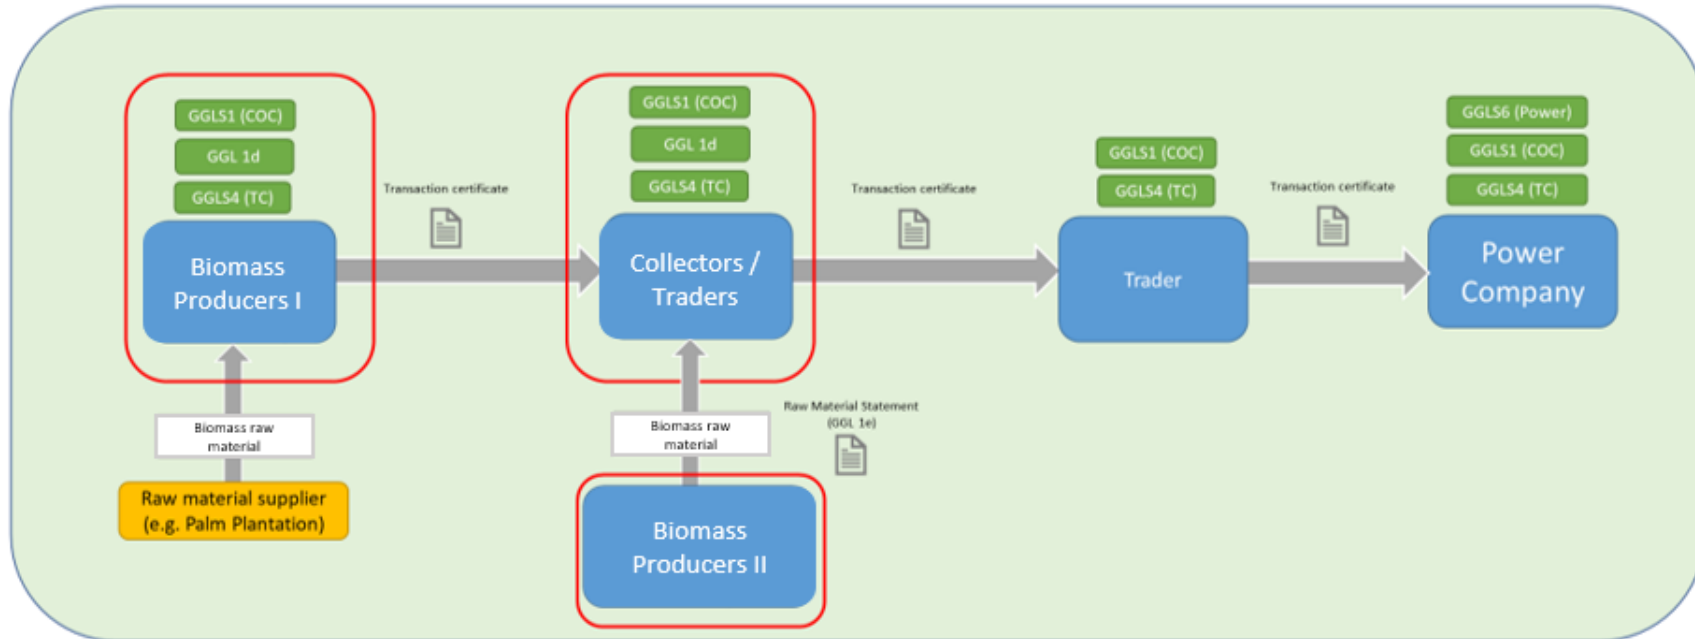 GGLS1 (COC)
GGL 1d
GGLS4 (TC)
Biomass
Producers I
Biomass raw
material
Raw material supplier
(e.g. Palm Plantation)
Transaction certificate
GGLS1 (COC)
GGL 1d
GGLS4 (TC)
Collectors /
Traders
Biomass raw
material
Raw Material Statement
(GGL 1e)
Biomass
Producers II
Transaction certificate
GGLS1 (COC)
GGLS4 (TC)
Trader
Transaction certificate
GGLS6 (Power)
GGLS1 (COC)
GGLS4 (TC)
Power
Company